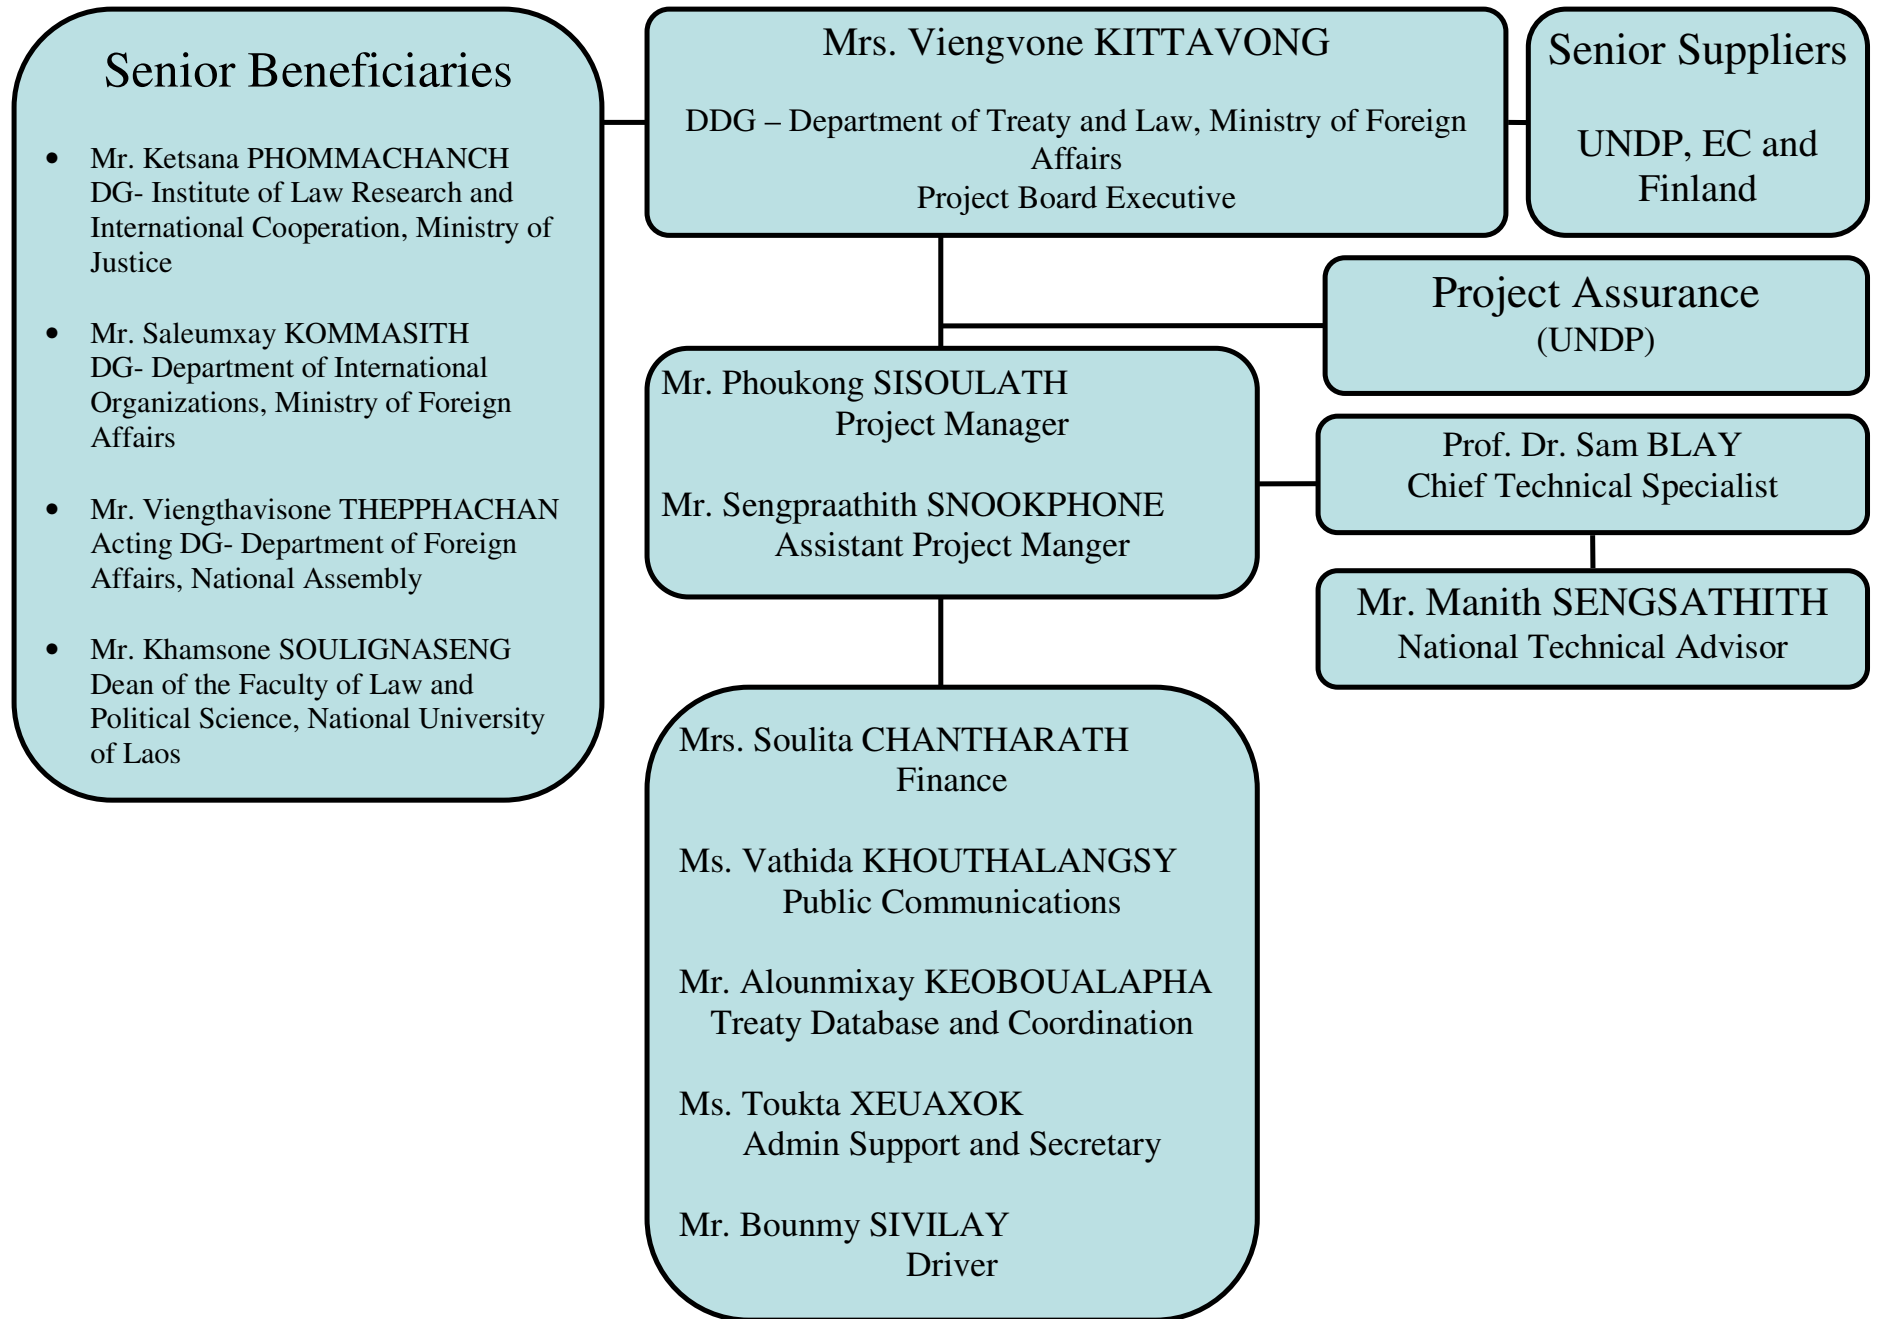 Senior Beneficiaries
• Mr. Ketsana PHOMMACHANCH
DG- Institute of Law Research and
International Cooperation, Ministry of
Justice
• Mr. Saleumxay KOMMASITH
DG- Department of International
Organizations, Ministry of Foreign
Affairs
• Mr. Viengthavisone THEPPHACHAN
Acting DG- Department of Foreign
Affairs, National Assembly
• Mr. Khamsone SOULIGNASENG
Dean of the Faculty of Law and
Political Science, National University
of Laos
Mrs. Viengvone KITTAVONG
DDG – Department of Treaty and Law, Ministry of Foreign
Affairs
Project Board Executive
Senior Suppliers
UNDP, EC and
Finland
Project Assurance
(UNDP)
Mr. Phoukong SISOULATH
Project Manager
Mr. Sengpraathith SNOOKPHONE
Assistant Project Manger
Prof. Dr. Sam BLAY
Chief Technical Specialist
Mr. Manith SENGSATHITH
National Technical Advisor
Mrs. Soulita CHANTHARATH
Finance
Ms. Vathida KHOUTHALANGSY
Public Communications
Mr. Alounmixay KEOBOUALAPHA
Treaty Database and Coordination
Ms. Toukta XEUAXOK
Admin Support and Secretary
Mr. Bounmy SIVILAY
Driver